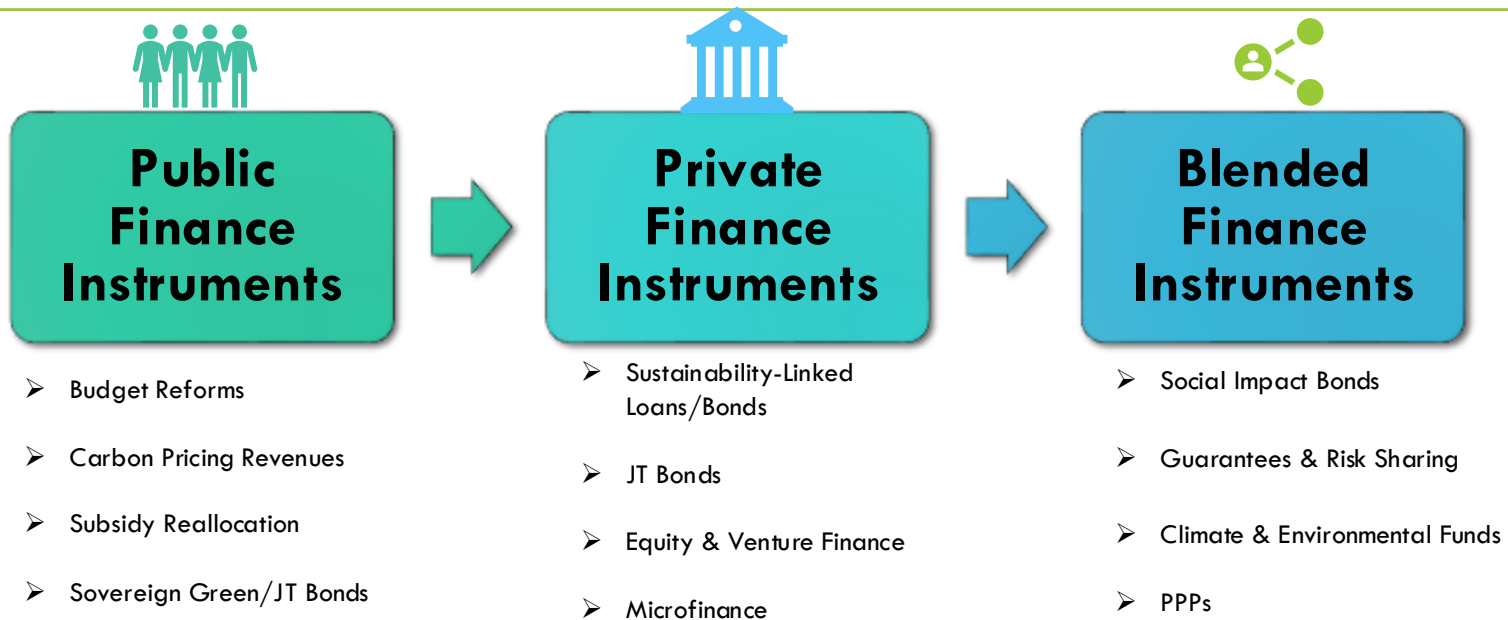 Public
Finance
Instruments
➢ Budget Reforms
➢ Carbon Pricing Revenues
➢ Subsidy Reallocation
➢ Sovereign Green/JT Bonds
Private
Finance
Instruments
➢ Sustainability-Linked
Loans/Bonds
➢ JT Bonds
➢ Equity & Venture Finance
➢ Microfinance
Blended
Finance
Instruments
➢ Social Impact Bonds
➢ Guarantees & Risk Sharing
➢ Climate & Environmental Funds
➢ PPPs